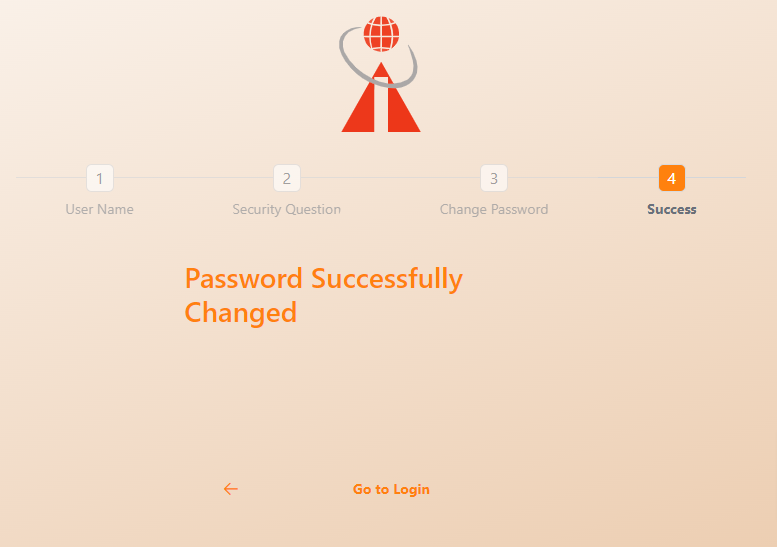 1
2
3
4
User Name
Security Question
Change Password
Success
Password Successfully
Changed
Go to Login